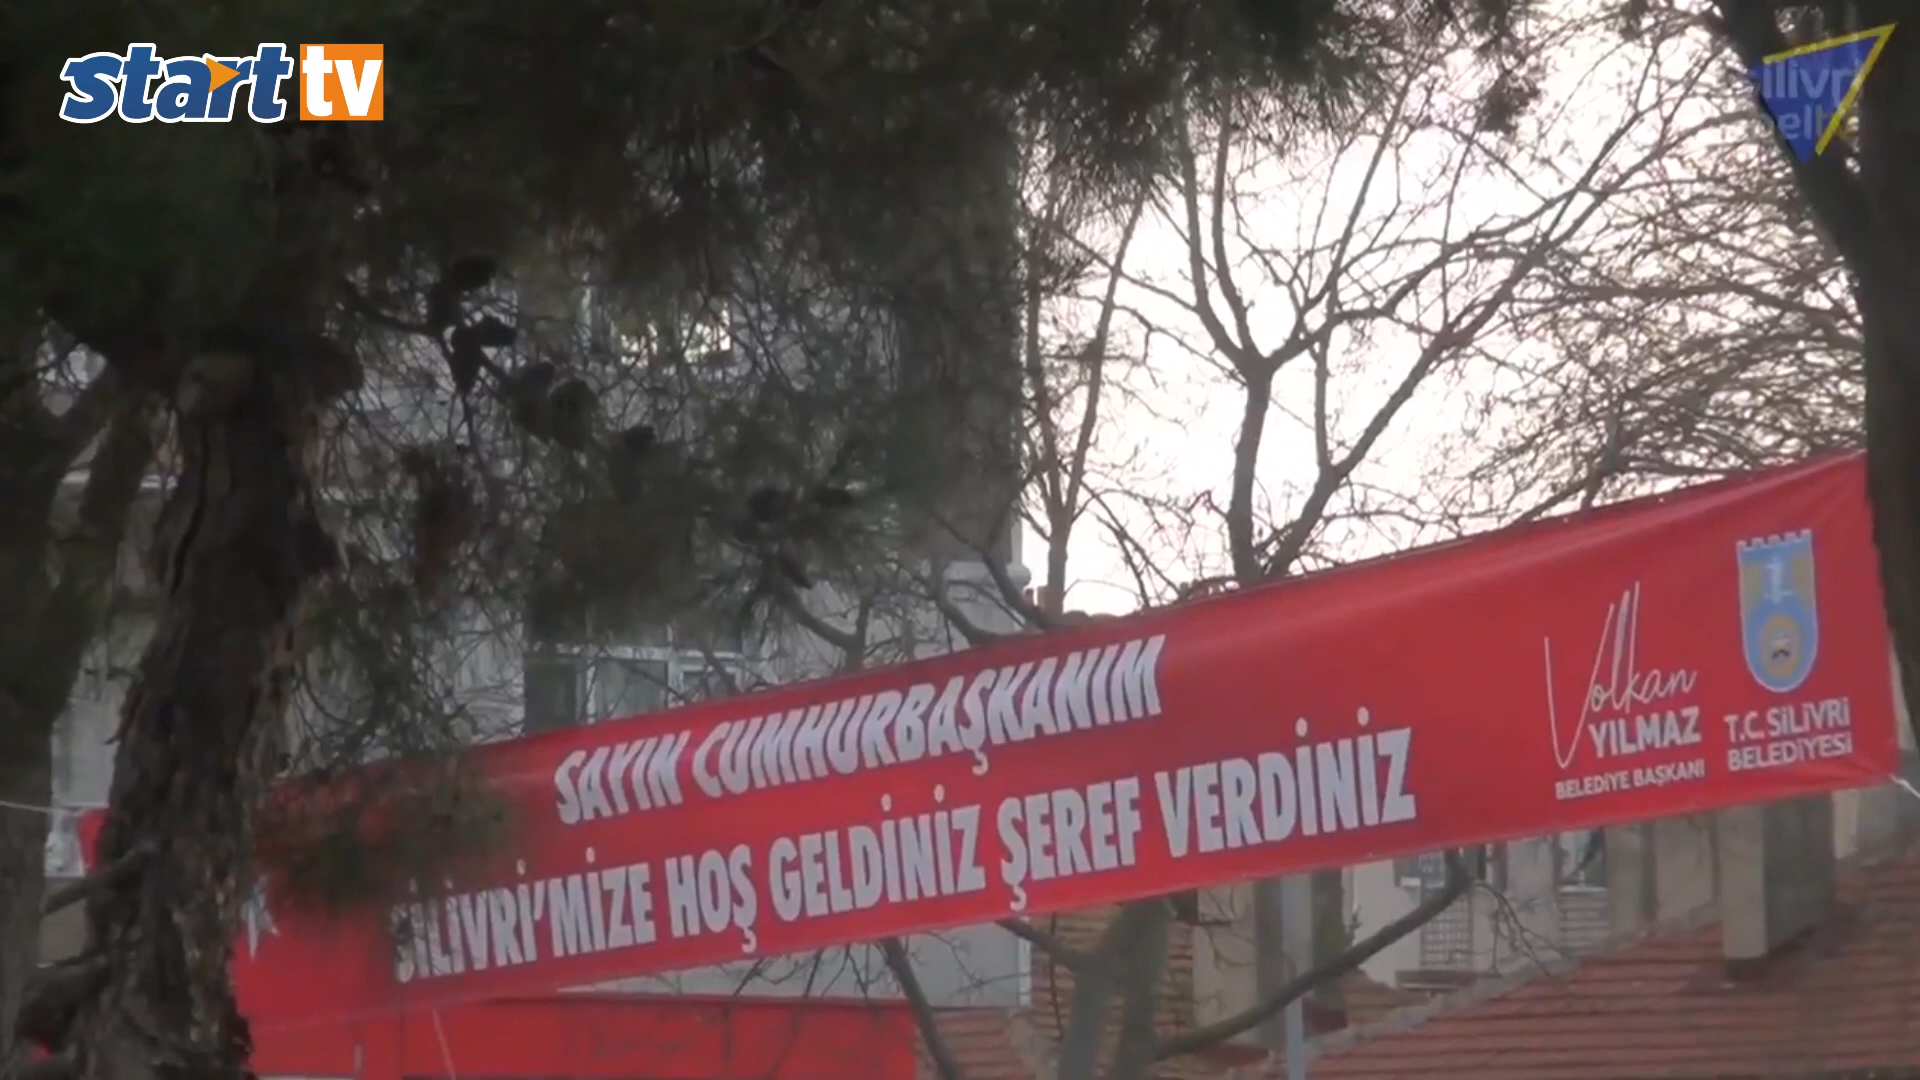 start tv
silivri
SAYIN CUMHURBAŞKANIM
SİLİVRİ'MİZE HOŞ GELDİNİZ ŞEREF VERDİNİZ
Volkan
YILMAZ
BELEDİYE BAŞKANI
T.C. SİLİVRİ
BELEDİYESİ